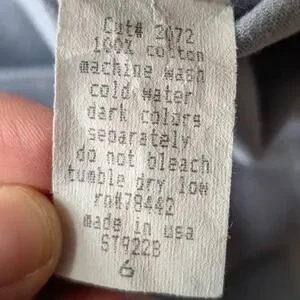 Cut# 2072
100% cotton
machine wash
cold water
dark colors
separately
do not bleach
tumble dry low
rn#78442
made in usa
ST922B
6